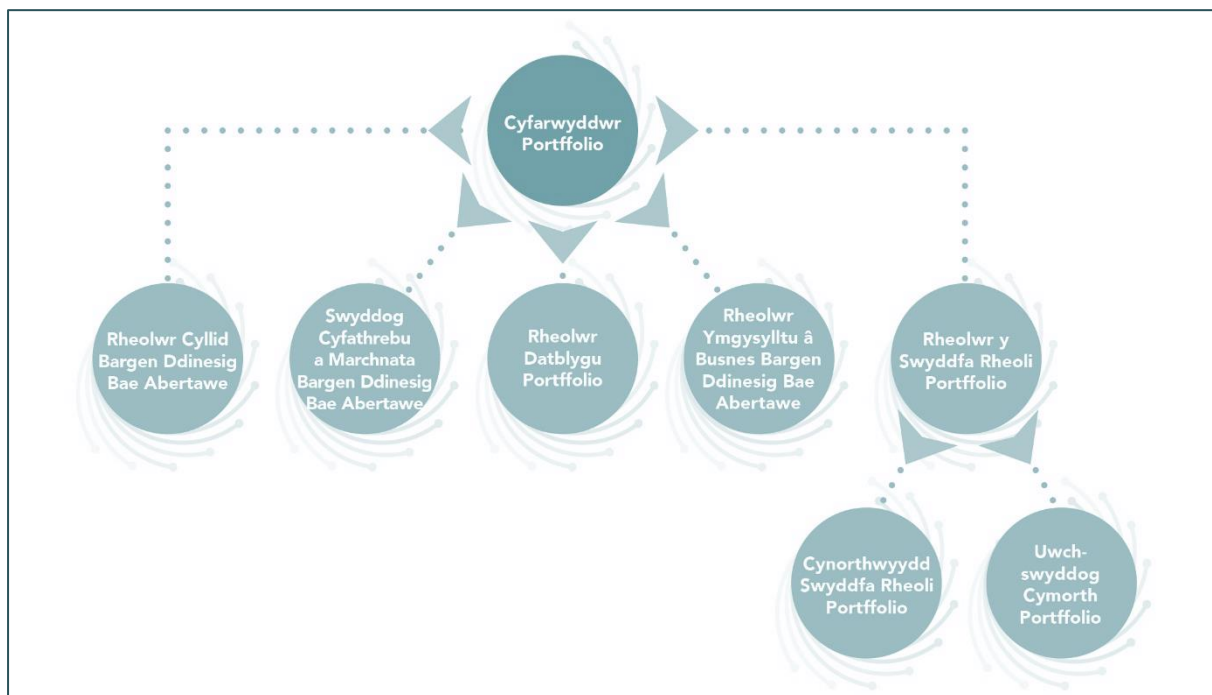 Cyfarwyddwr
Portffolio
Rheolwr Cyllid
Bargen Ddinesig
Bae Abertawe
Swyddog
Cyfathrebu
a Marchnata
Bargen Ddinesig
Bae Abertawe
Rheolwr
Datblygu
Portffolio
Rheolwr
Ymgysylltu â
Busnes Bargen
Ddinesig Bae
Abertawe
Rheolwr y
Swyddfa Rheoli
Portffolio
Cynorthwyydd
Swyddfa Rheoli
Portffolio
Uwch-
swyddog
Cymorth
Portffolio